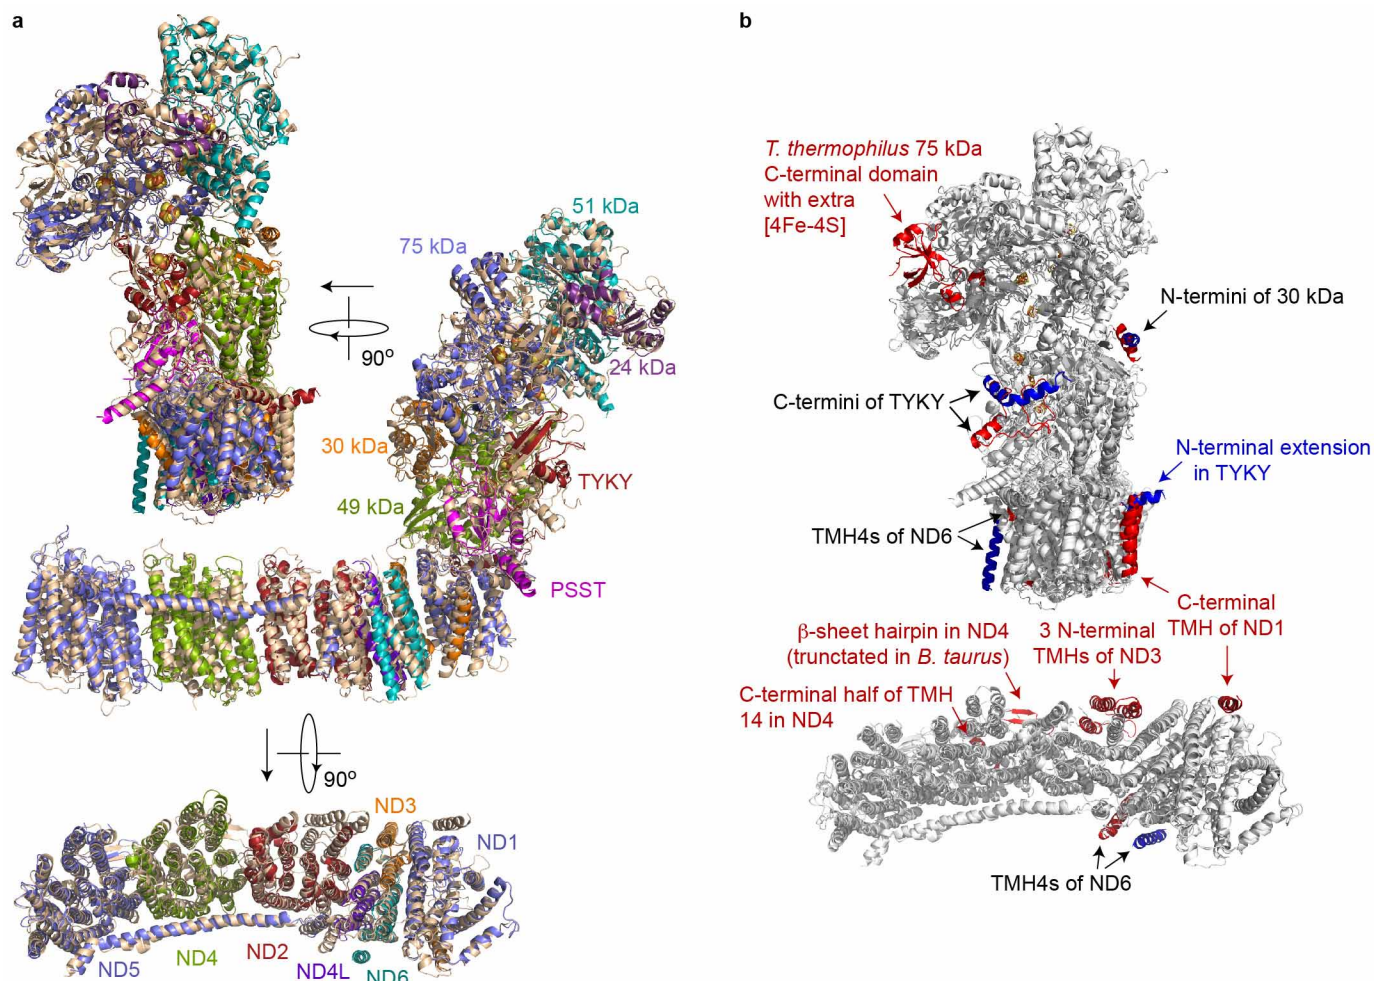 a
51 kDa
75 kDa
90º
24 kDa
30 kDa
TYKY
49 kDa
PSST
90º
ND3
ND1
ND5
ND4
ND2
ND4L
ND6
b
T. thermophilus 75 kDa
C-terminal domain
with extra
[4Fe-4S]
N-termini of 30 kDa
C-termini of TYKY
N-terminal extension
in TYKY
TMH4s of ND6
C-terminal
TMH of ND1
β-sheet hairpin in ND4
(trunctated in B. taurus)
3 N-terminal
TMHs of ND3
C-terminal half of TMH
14 in ND4
TMH4s of ND6